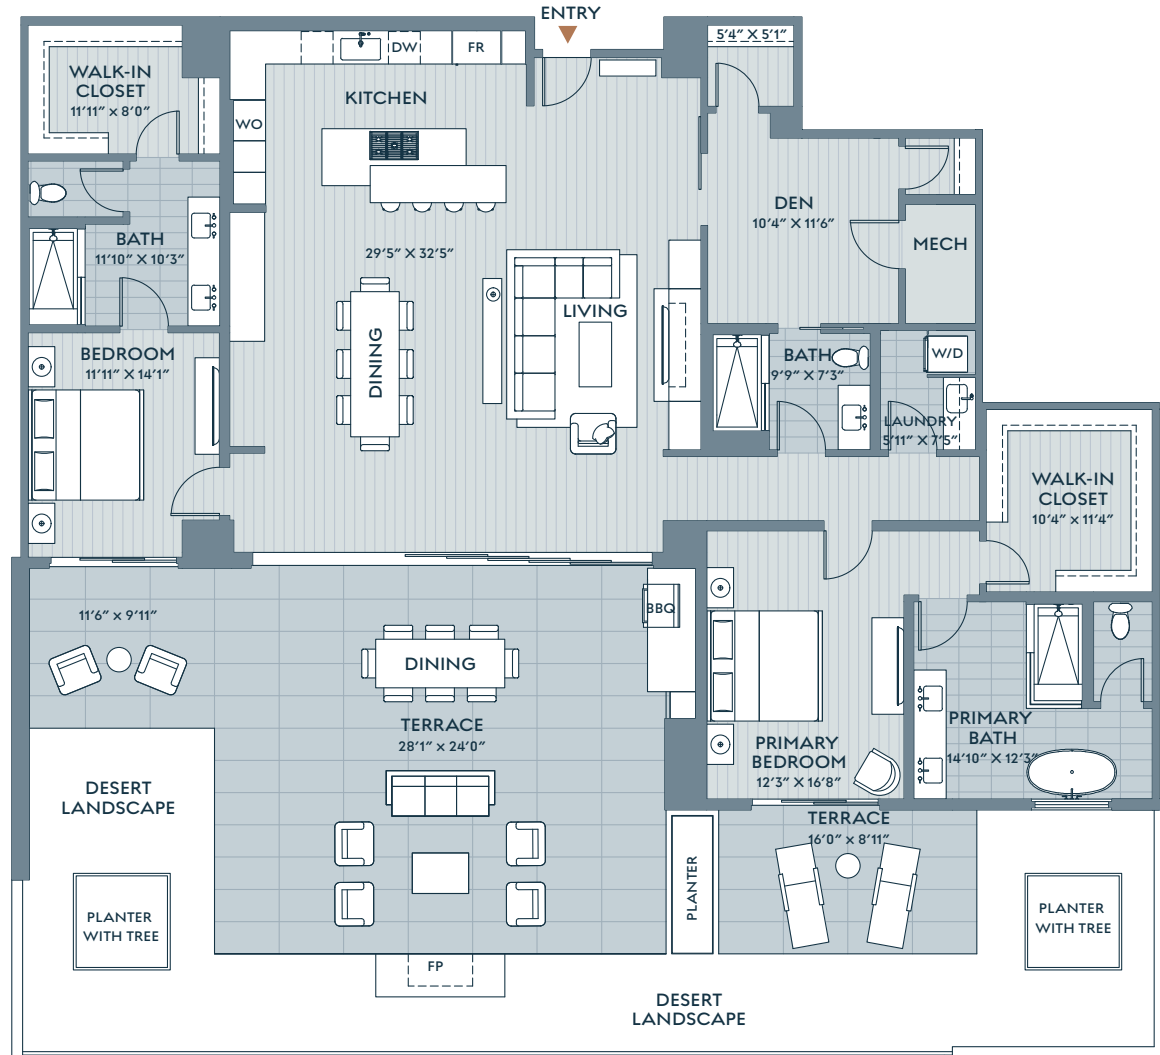 ENTRY
5'4" X 5'1"
DW
FR
WALK-IN
CLOSET
11'11" X 8'0"
KITCHEN
WO
DEN
10'4" X 11'6"
MECH
BATH
11'10" X 10'3"
29'5" X 32'5"
LIVING
DINING
BEDROOM
11'11" X 14'1"
BATH
9'9" X 7'3"
W/D
LAUNDRY
5'11" X 7'5"
WALK-IN
CLOSET
10'4" X 11'4"
BBQ
11'6" X 9'11"
DINING
TERRACE
28'1" X 24'0"
PRIMARY
BEDROOM
12'3" X 16'8"
PRIMARY
BATH
14'10" X 12'3"
DESERT
LANDSCAPE
TERRACE
16'0" X 8'11"
PLANTER
PLANTER
WITH TREE
PLANTER
WITH TREE
FP
DESERT
LANDSCAPE